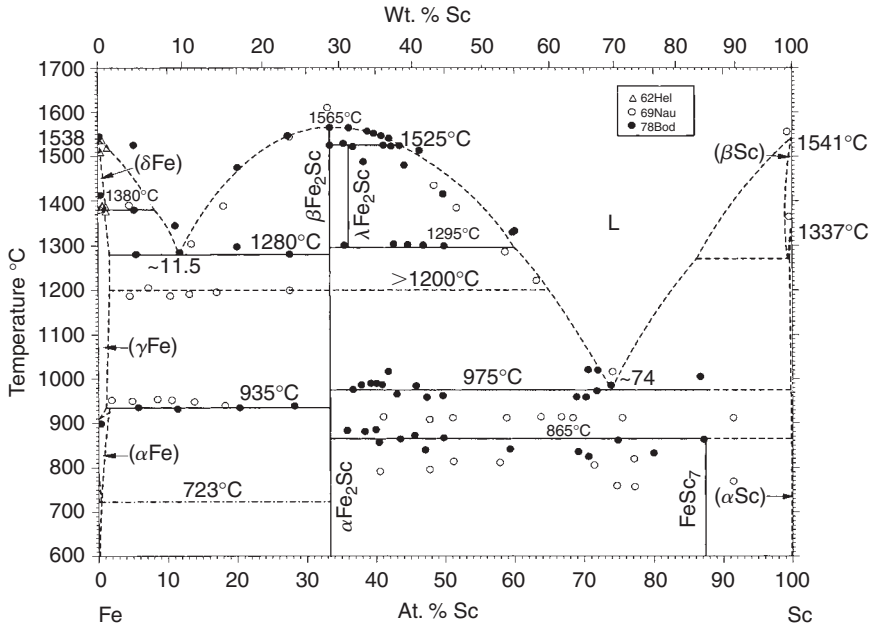 Wt. % Sc
0 10 20 30 40 50 60 70 80 90 100
1700
1600
1538
1500
1400
1300
1200
1100
1000
900
800
700
600
Temperature °C
△ 62Hel
○ 69Nau
● 78Bod
1565°C
1525°C
1541°C
(δFe)
(βSc)
1380°C
βFe₂Sc
λFe₂Sc
1280°C
1295°C
L
1337°C
~11.5
>1200°C
(γFe)
975°C
~74
935°C
865°C
(αFe)
723°C
αFe₂Sc
FeSc₇
(αSc)
0 10 20 30 40 50 60 70 80 90 100
Fe At. % Sc Sc